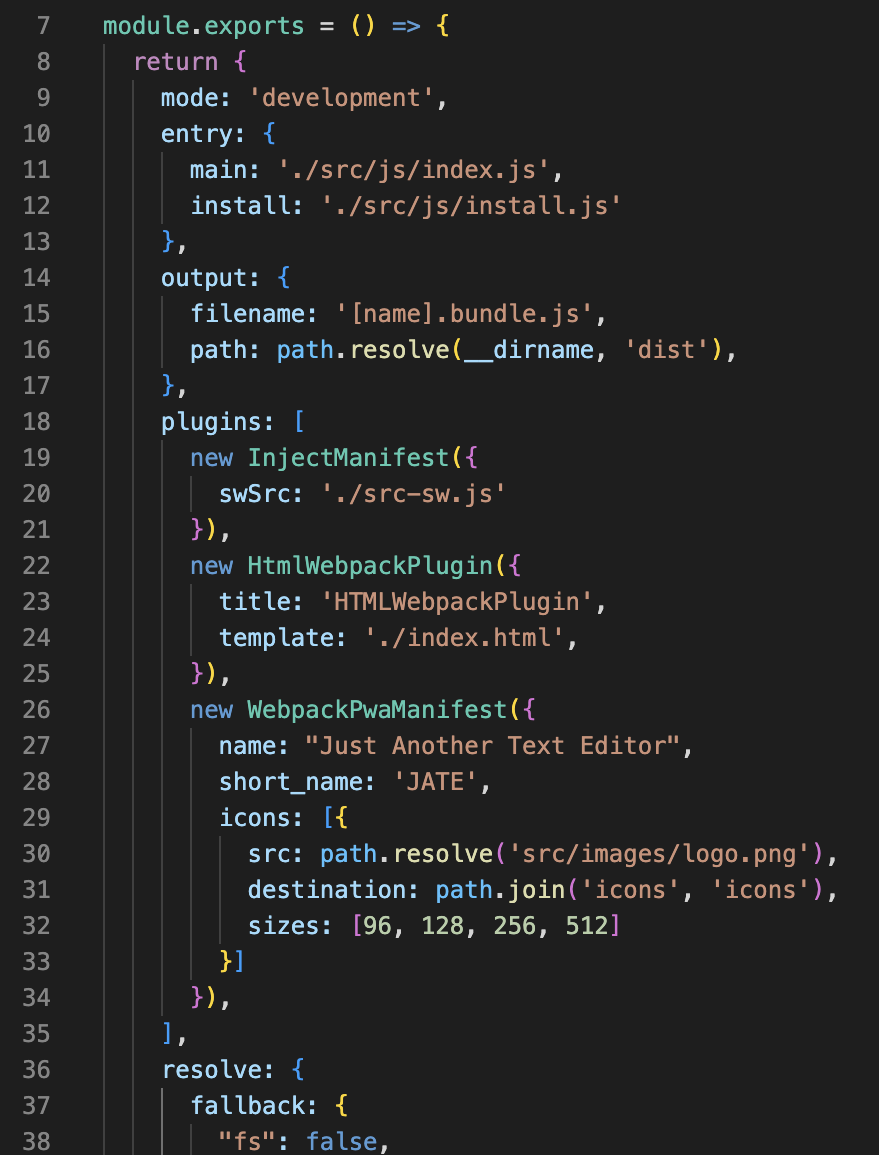 7 module.exports = () => {
8 return {
9 mode: 'development',
10 entry: {
11 main: './src/js/index.js',
12 install: './src/js/install.js'
13 },
14 output: {
15 filename: '[name].bundle.js',
16 path: path.resolve(__dirname, 'dist'),
17 },
18 plugins: [
19 new InjectManifest({
20 swSrc: './src-sw.js'
21 }),
22 new HtmlWebpackPlugin({
23 title: 'HTMLWebpackPlugin',
24 template: './index.html',
25 }),
26 new WebpackPwaManifest({
27 name: "Just Another Text Editor",
28 short_name: 'JATE',
29 icons: [{
30 src: path.resolve('src/images/logo.png'),
31 destination: path.join('icons', 'icons'),
32 sizes: [96, 128, 256, 512]
33 }]
34 }),
35 ],
36 resolve: {
37 fallback: {
38 "fs": false,